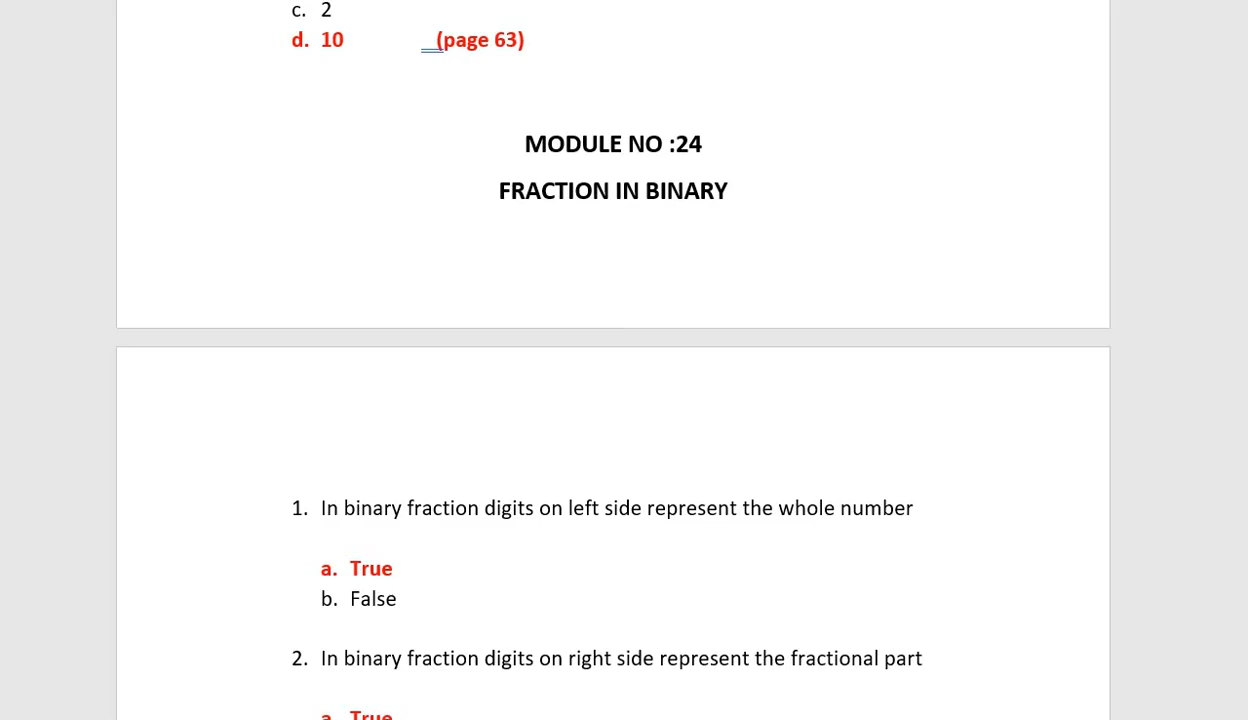 c. 2
d. 10 (page 63)
MODULE NO :24
FRACTION IN BINARY
1. In binary fraction digits on left side represent the whole number
a. True
b. False
2. In binary fraction digits on right side represent the fractional part
a. True